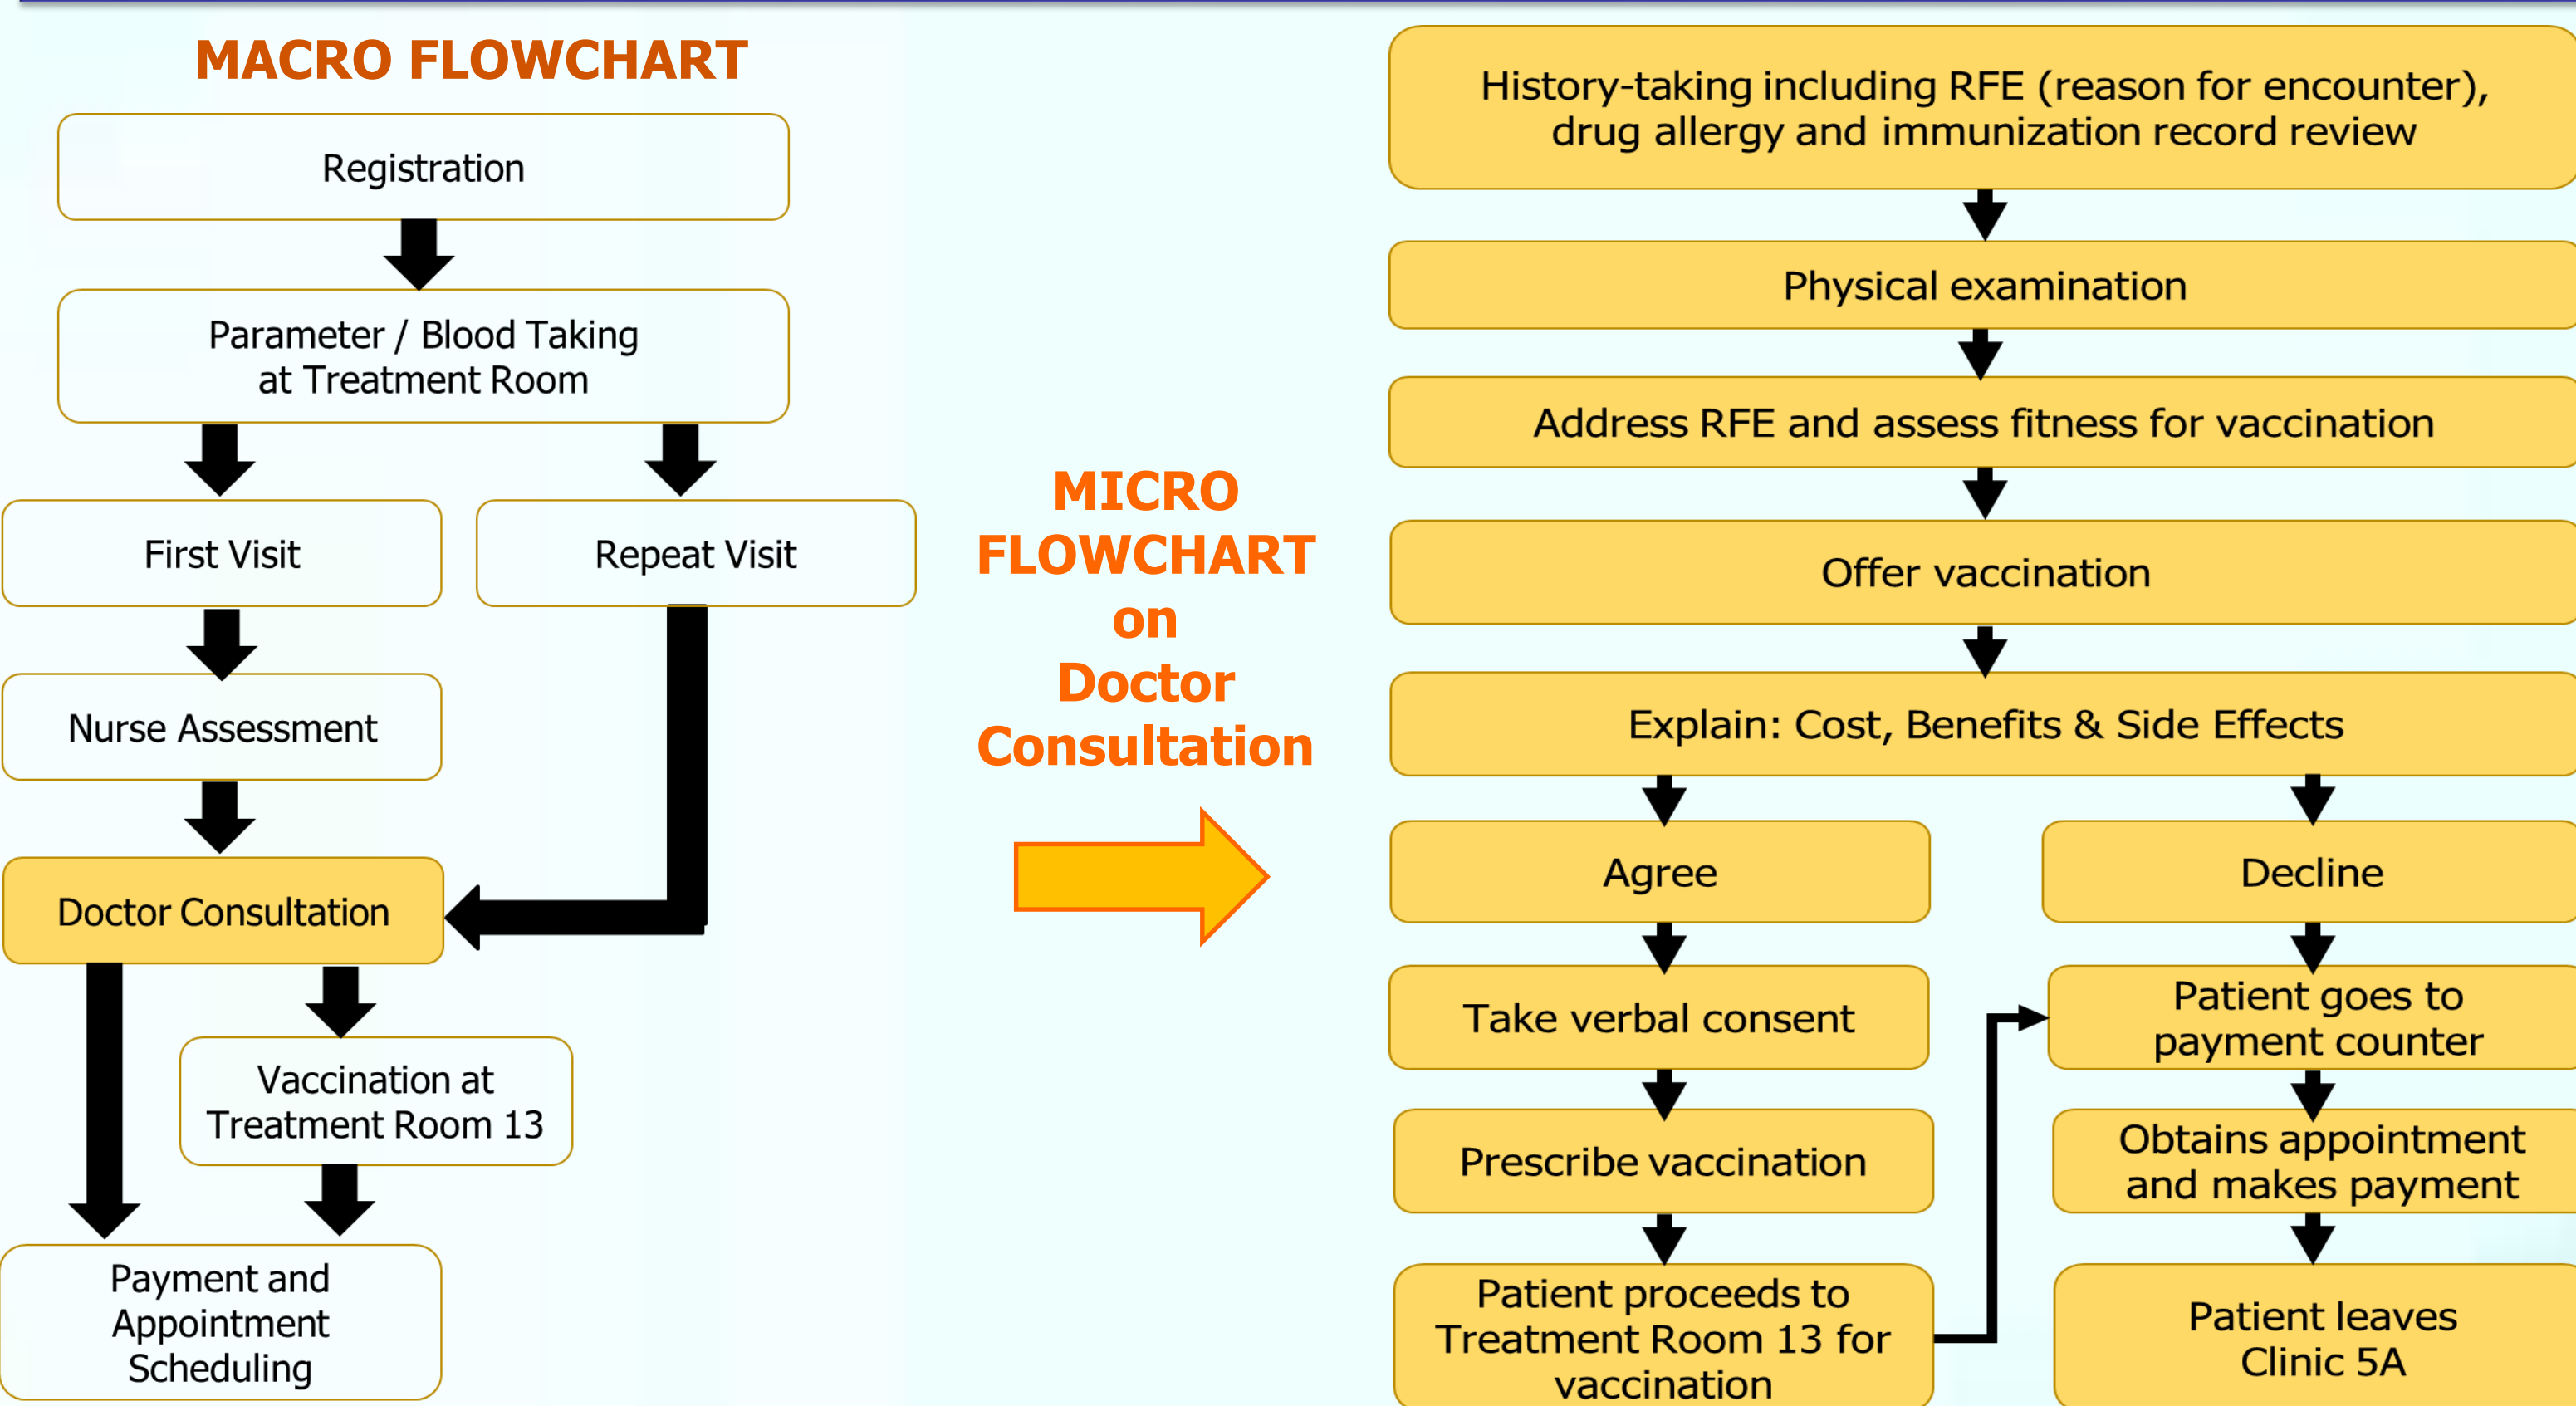 MACRO FLOWCHART
Registration
Parameter / Blood Taking
at Treatment Room
First Visit
Repeat Visit
Nurse Assessment
Doctor Consultation
Vaccination at
Treatment Room 13
Payment and
Appointment
Scheduling
MICRO
FLOWCHART
on
Doctor
Consultation
History-taking including RFE (reason for encounter),
drug allergy and immunization record review
Physical examination
Address RFE and assess fitness for vaccination
Offer vaccination
Explain: Cost, Benefits & Side Effects
Agree
Take verbal consent
Prescribe vaccination
Patient proceeds to
Treatment Room 13 for
vaccination
Decline
Patient goes to
payment counter
Obtains appointment
and makes payment
Patient leaves
Clinic 5A